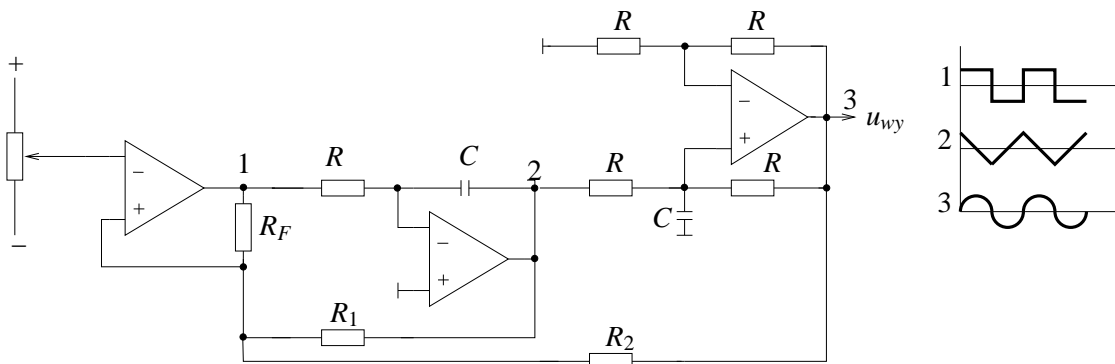 R R
+ − + 3 u_wy
1 R C 2 R R
− + R_F C
− − +
R_1
R_2
1
2
3